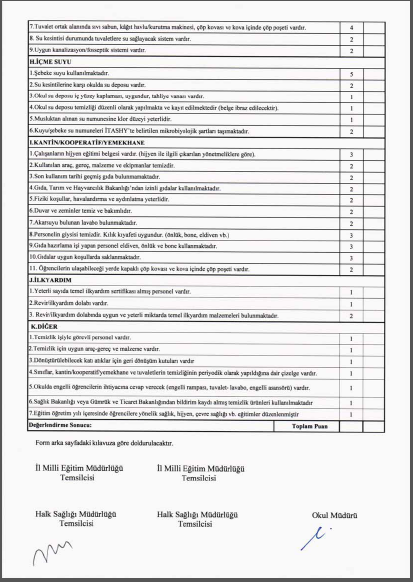 7.Tuvalet ortak alanında sıvı sabun, kâğıt havlu/kurutma makinesi, çöp kovası ve kova içinde çöp poşeti vardır. 4
8. Su kesintisi durumunda tuvaletlere su sağlayacak sistem vardır. 2
9.Uygun kanalizasyon/fosseptik sistemi vardır. 2
H.İÇME SUYU
1.Şebeke suyu kullanılmaktadır. 5
2.Su kesintilerine karşı okulda su deposu vardır. 2
3.Okul su deposu iç yüzey kaplaması, uygundur, tahliye vanası vardır. 1
4.Okul su deposu temizliği düzenli olarak yapılmakta ve kayıt edilmektedir (belge ibraz edilecektir). 1
5.Musluktan alınan su numunesine klor düzeyi yeterlidir. 1
6.Kuyu/şebeke su numuneleri İTASHY'te belirtilen mikrobiyolojik şartları taşımaktadır. 2
I.KANTİN/KOOPERATİF/YEMEKHANE
1.Çalışanların hijyen eğitimi belgesi vardır. (hijyen ile ilgili çıkarılan yönetmeliklere göre). 3
2.Kullanılan araç, gereç, malzeme ve ekipmanlar temizdir. 2
3.Son kullanım tarihi geçmiş gıda bulunmamaktadır. 3
4.Gıda, Tarım ve Hayvancılık Bakanlığı'ndan izinli gıdalar kullanılmaktadır. 2
5.Fiziki koşullar, havalandırma ve aydınlatma yeterlidir. 2
6.Duvar ve zeminler temiz ve bakımlıdır. 2
7.Akarsuyu bulunan lavabo bulunmaktadır. 2
8.Personelin giysisi temizdir. Kılık kıyafeti uygundur. (önlük, bone, eldiven vb.) 3
9.Gıda hazırlama işi yapan personel eldiven, önlük ve bone kullanmaktadır. 3
10.Gıdalar uygun koşullarda saklanmaktadır. 3
11. Öğrencilerin ulaşabileceği yerde kapaklı çöp kovası ve kova içinde çöp poşeti vardır. 2
J.İLKYARDIM
1.Yeterli sayıda temel ilkyardım sertifikası almış personel vardır. 1
2.Revir/ilkyardım dolabı vardır. 1
3. Revir/ilkyardım dolabında uygun ve yeterli miktarda temel ilkyardım malzemeleri bulunmaktadır. 2
K.DİĞER
1.Temizlik işiyle görevli personel vardır. 1
2.Temizlik için uygun araç-gereç ve malzeme vardır. 1
3.Dönüştürülebilecek katı atıklar için geri dönüşüm kutuları vardır 1
4.Sınıflar, kantin/kooperatif/yemekhane ve tuvaletlerin temizliğinin periyodik olarak yapıldığına dair çizelge vardır. 1
5.Okulda engelli öğrencilerin ihtiyacına cevap verecek (engelli rampası, tuvalet- lavabo, engelli asansörü) vardır. 1
6.Sağlık Bakanlığı veya Gümrük ve Ticaret Bakanlığından bildirim kaydı almış temizlik ürünleri kullanılmaktadır 1
7.Eğitim öğretim yılı içersinde öğrencilere yönelik sağlık, hijyen, çevre sağlığı vb. eğitimler düzenlenmiştir 1
Değerlendirme Sonucu: Toplam Puan
Form arka sayfadaki kılavuza göre doldurulacaktır.
İl Milli Eğitim Müdürlüğü İl Milli Eğitim Müdürlüğü
Temsilcisi Temsilcisi
Halk Sağlığı Müdürlüğü Halk Sağlığı Müdürlüğü Okul Müdürü
Temsilcisi Temsilcisi